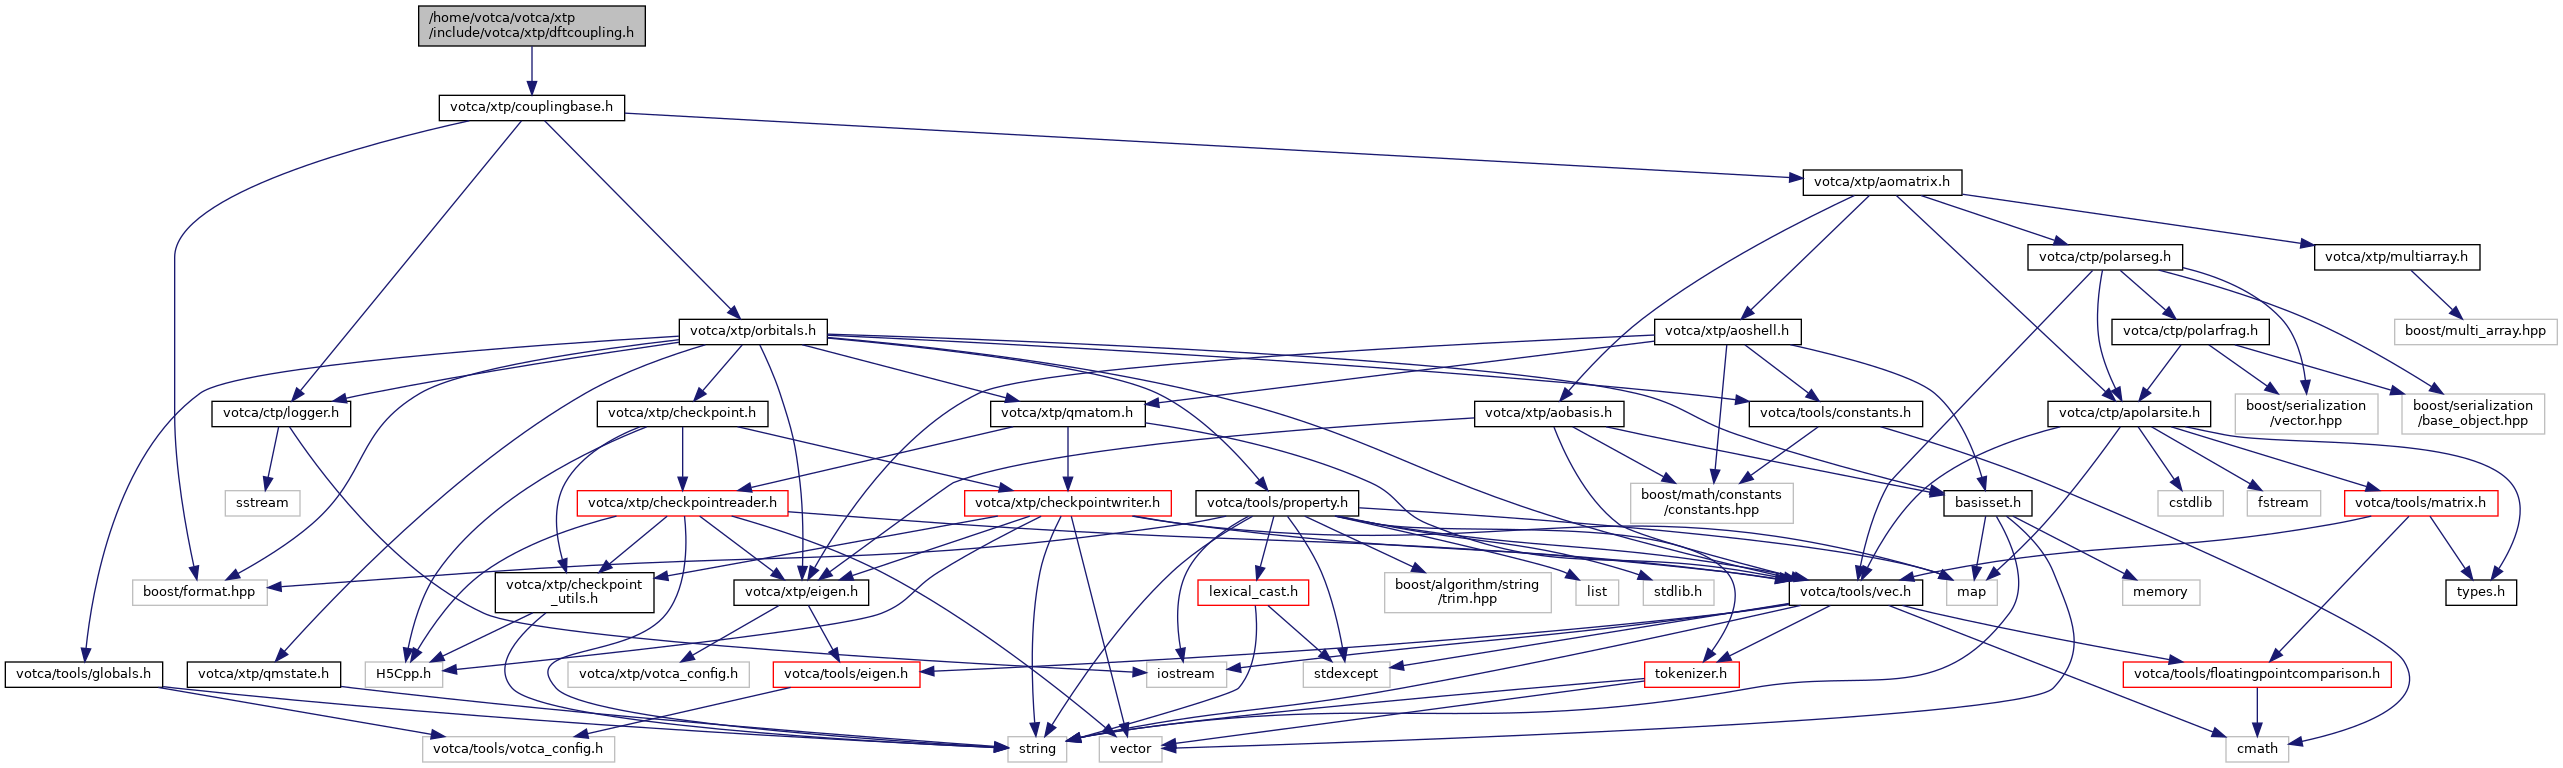 /home/votca/votca/xtp
/include/votca/xtp/dftcoupling.h
votca/xtp/couplingbase.h
votca/xtp/aomatrix.h
votca/ctp/polarseg.h
votca/xtp/multiarray.h
votca/xtp/orbitals.h
votca/xtp/aoshell.h
votca/ctp/polarfrag.h
boost/multi_array.hpp
votca/ctp/logger.h
votca/xtp/checkpoint.h
votca/xtp/qmatom.h
votca/xtp/aobasis.h
votca/tools/constants.h
votca/ctp/apolarsite.h
boost/serialization
/vector.hpp
boost/serialization
/base_object.hpp
sstream
votca/xtp/checkpointreader.h
votca/xtp/checkpointwriter.h
votca/tools/property.h
boost/math/constants
/constants.hpp
basisset.h
cstdlib
fstream
votca/tools/matrix.h
boost/format.hpp
votca/xtp/checkpoint
_utils.h
votca/xtp/eigen.h
lexical_cast.h
boost/algorithm/string
/trim.hpp
list
stdlib.h
votca/tools/vec.h
map
memory
types.h
votca/tools/globals.h
votca/xtp/qmstate.h
H5Cpp.h
votca/xtp/votca_config.h
votca/tools/eigen.h
iostream
stdexcept
tokenizer.h
votca/tools/floatingpointcomparison.h
votca/tools/votca_config.h
string
vector
cmath